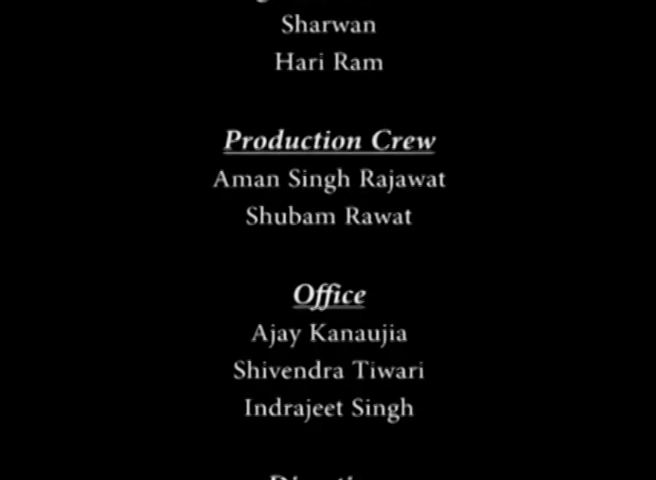 Sharwan
Hari Ram
Production Crew
Aman Singh Rajawat
Shubam Rawat
Office
Ajay Kanaujia
Shivendra Tiwari
Indrajeet Singh